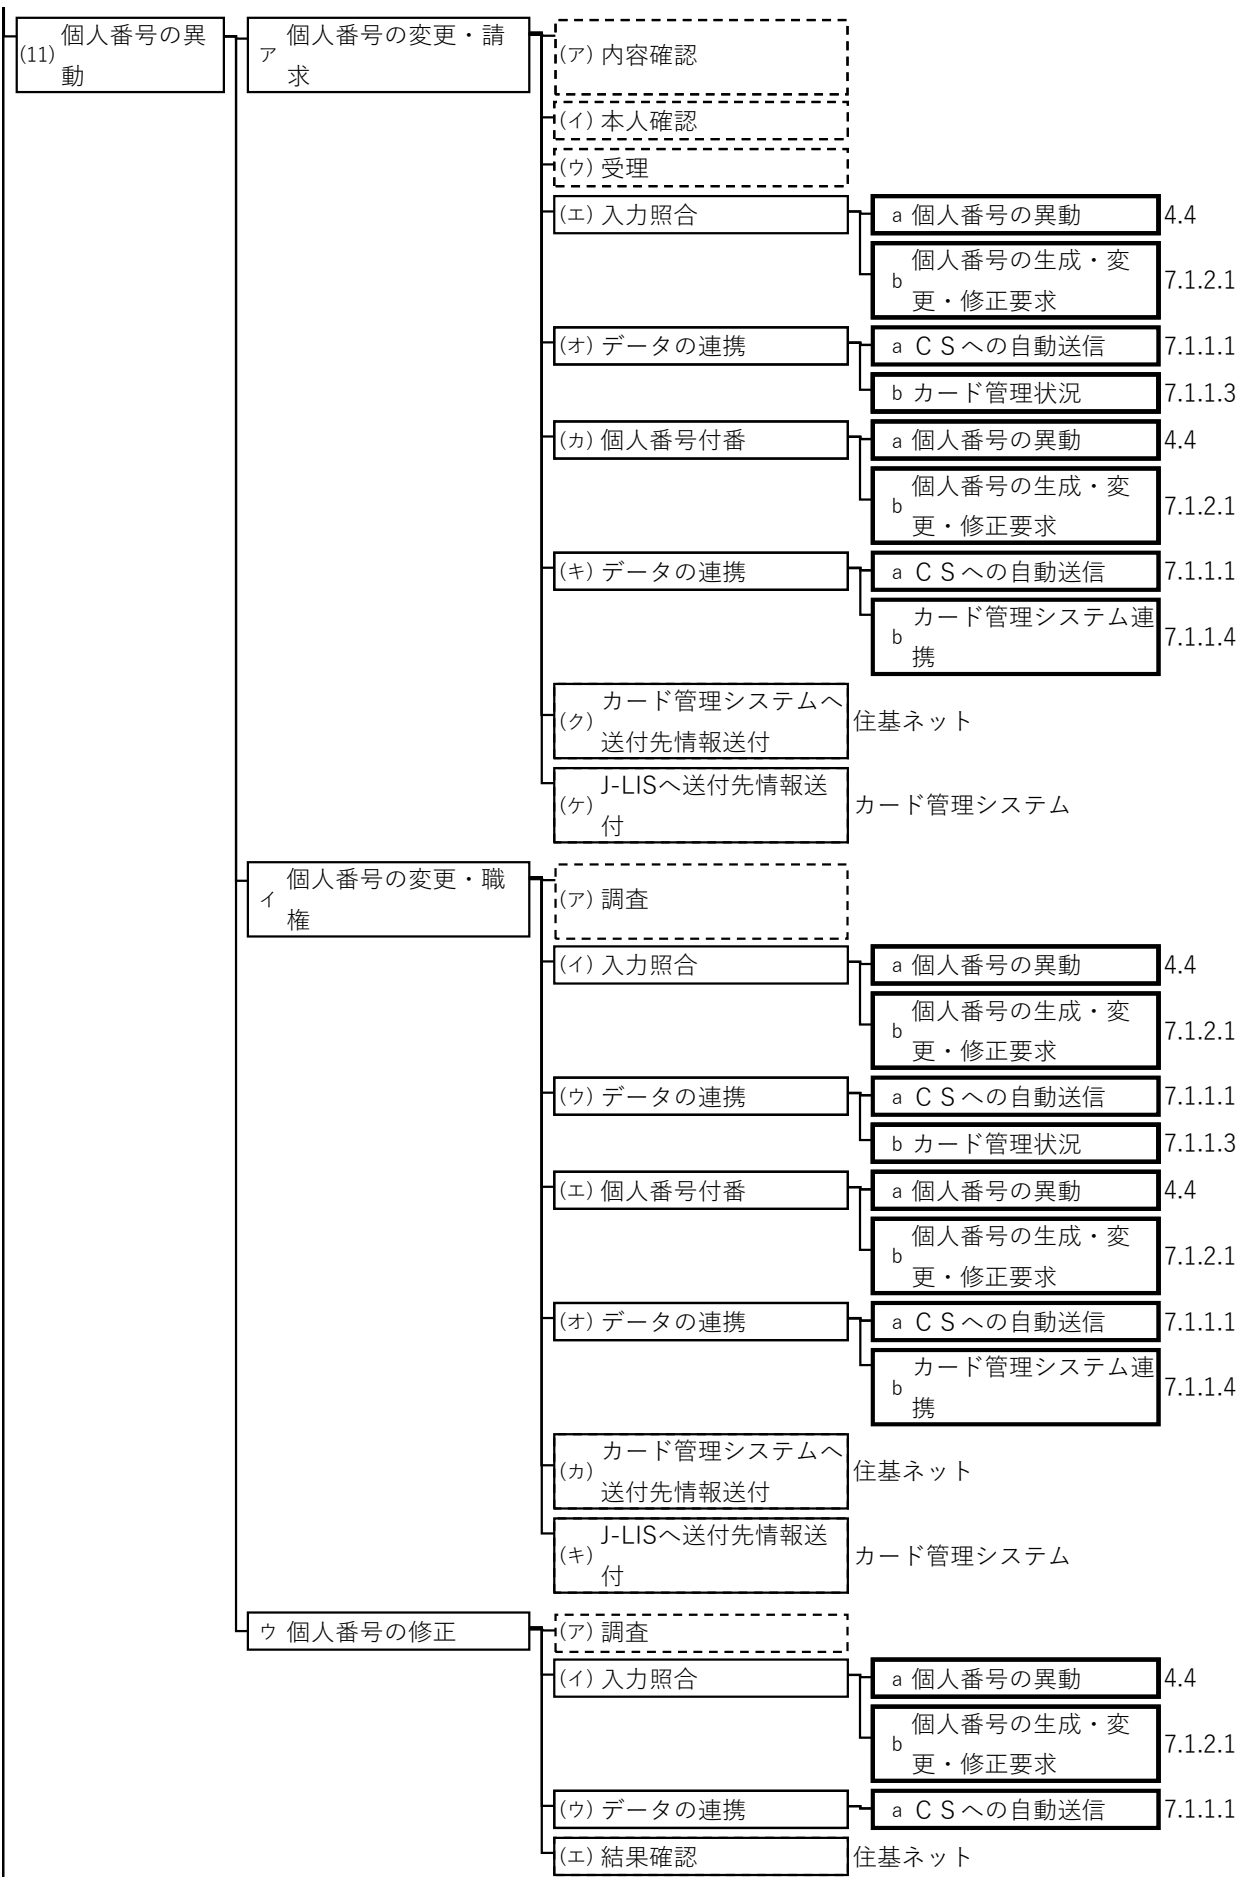 (11) 個人番号の異
動
ア 個人番号の変更・請
求
(ア) 内容確認
(イ) 本人確認
(ウ) 受理
(エ) 入力照合
a 個人番号の異動 4.4
b 個人番号の生成・変
更・修正要求 7.1.2.1
(オ) データの連携
a ＣＳへの自動送信 7.1.1.1
b カード管理状況 7.1.1.3
(カ) 個人番号付番
a 個人番号の異動 4.4
b 個人番号の生成・変
更・修正要求 7.1.2.1
(キ) データの連携
a ＣＳへの自動送信 7.1.1.1
b カード管理システム連
携 7.1.1.4
(ク) カード管理システムへ
送付先情報送付 住基ネット
(ケ) J-LISへ送付先情報送
付 カード管理システム
イ 個人番号の変更・職
権
(ア) 調査
(イ) 入力照合
a 個人番号の異動 4.4
b 個人番号の生成・変
更・修正要求 7.1.2.1
(ウ) データの連携
a ＣＳへの自動送信 7.1.1.1
b カード管理状況 7.1.1.3
(エ) 個人番号付番
a 個人番号の異動 4.4
b 個人番号の生成・変
更・修正要求 7.1.2.1
(オ) データの連携
a ＣＳへの自動送信 7.1.1.1
b カード管理システム連
携 7.1.1.4
(カ) カード管理システムへ
送付先情報送付 住基ネット
(キ) J-LISへ送付先情報送
付 カード管理システム
ウ 個人番号の修正
(ア) 調査
(イ) 入力照合
a 個人番号の異動 4.4
b 個人番号の生成・変
更・修正要求 7.1.2.1
(ウ) データの連携
a ＣＳへの自動送信 7.1.1.1
(エ) 結果確認 住基ネット